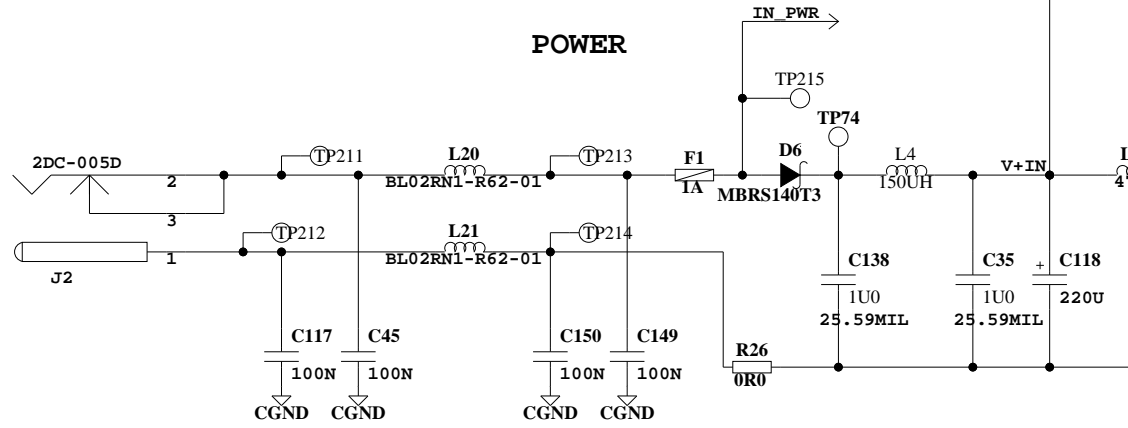 IN_PWR
POWER
TP215
TP74
2DC-005D
TP211
L20
TP213
F1
D6
L4
L
2
BL02RN1-R62-01
1A
MBRS140T3
150UH
V+IN
4
3
TP212
L21
TP214
1
BL02RN1-R62-01
J2
C138
C35
+
C118
1U0
1U0
220U
25.59MIL
25.59MIL
C117
C45
C150
C149
R26
100N
100N
100N
100N
0R0
CGND
CGND
CGND
CGND